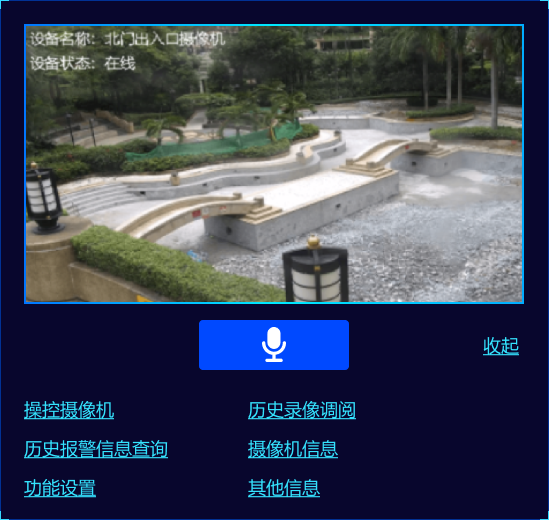 设备名称：北门出入口摄像机
设备状态：在线
收起
操控摄像机
历史录像调阅
历史报警信息查询
摄像机信息
功能设置
其他信息